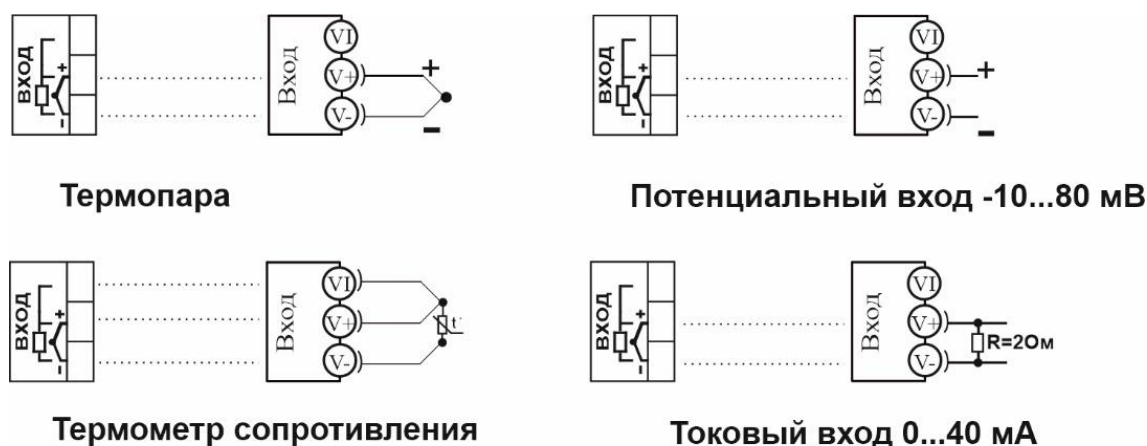 ВХОД
+
-
Вход
VI
V+
V-
+
-
Термопара
ВХОД
+
-
Вход
VI
V+
V-
+
-
Потенциальный вход -10...80 мВ
ВХОД
+
-
Вход
VI
V+
V-
t°
Термометр сопротивления
ВХОД
+
-
Вход
VI
V+
V-
R=2Ом
Токовый вход 0...40 мА